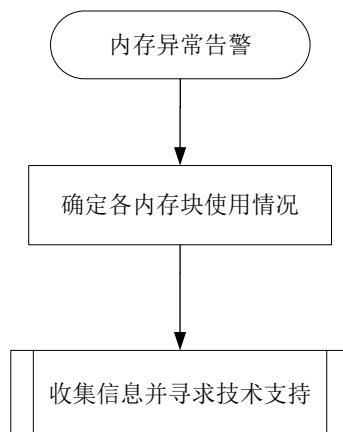 内存异常告警
确定各内存块使用情况
收集信息并寻求技术支持